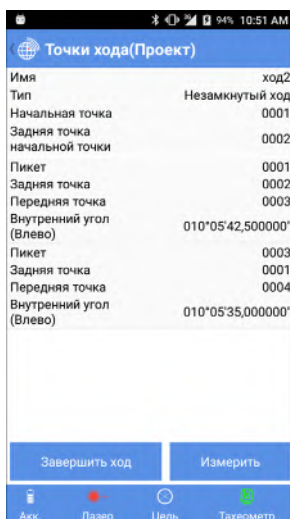 94% 10:51 AM
Точки хода(Проект)
Имя ход2
Тип Незамкнутый ход
Начальная точка 0001
Задняя точка
начальной точки 0002
Пикет 0001
Задняя точка 0002
Передняя точка 0003
Внутренний угол
(Влево) 010°05'42,500000"
Пикет 0003
Задняя точка 0001
Передняя точка 0004
Внутренний угол
(Влево) 010°05'35,000000"
Завершить ход Измерить
Акк. Лазер Цель Тахеометр